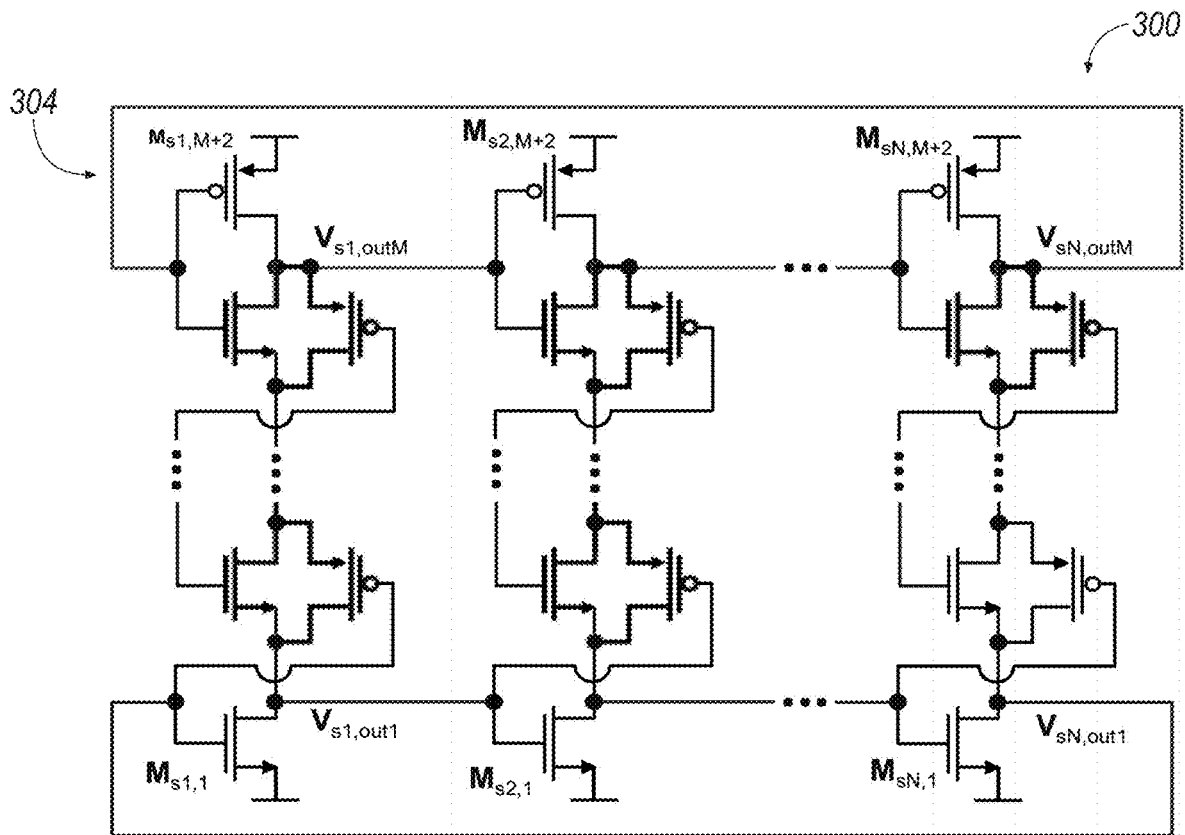 300
304
Ms1,M+2
Ms2,M+2
MsN,M+2
Vs1,outM
VsN,outM
Vs1,out1
VsN,out1
Ms1,1
Ms2,1
MsN,1